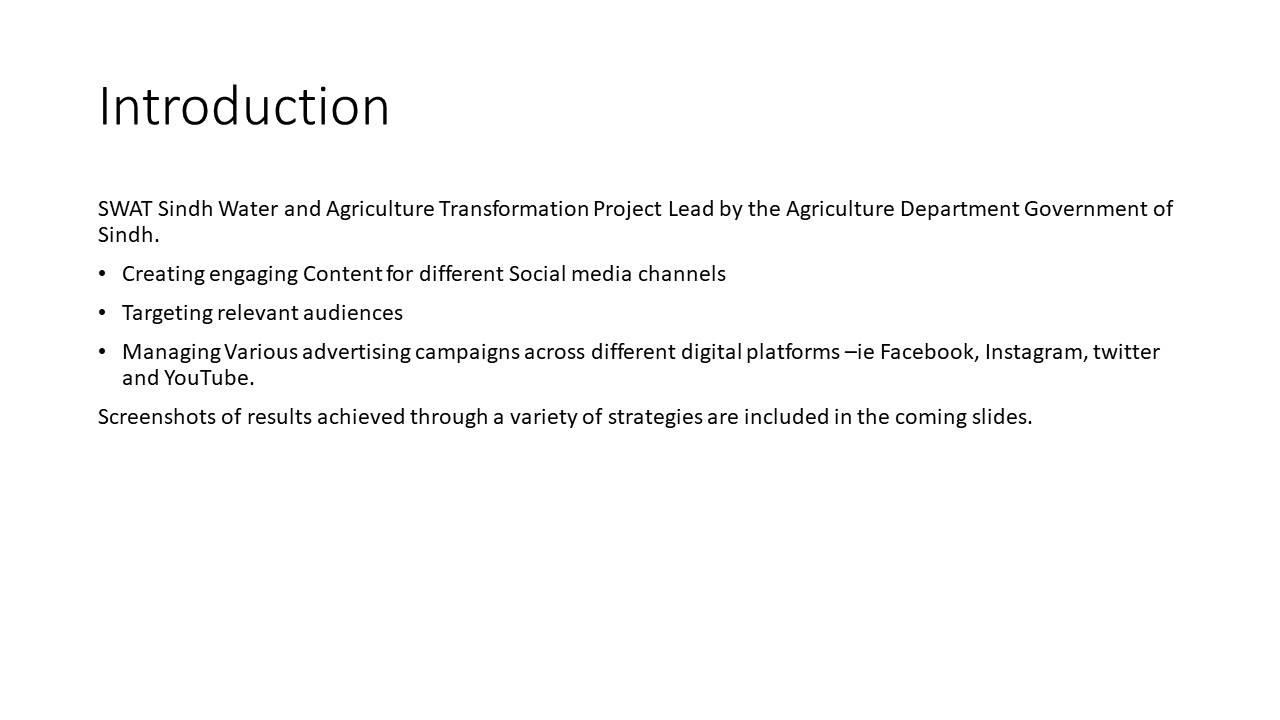 Introduction
SWAT Sindh Water and Agriculture Transformation Project Lead by the Agriculture Department Government of
Sindh.
• Creating engaging Content for different Social media channels
• Targeting relevant audiences
• Managing Various advertising campaigns across different digital platforms –ie Facebook, Instagram, twitter
and YouTube.
Screenshots of results achieved through a variety of strategies are included in the coming slides.